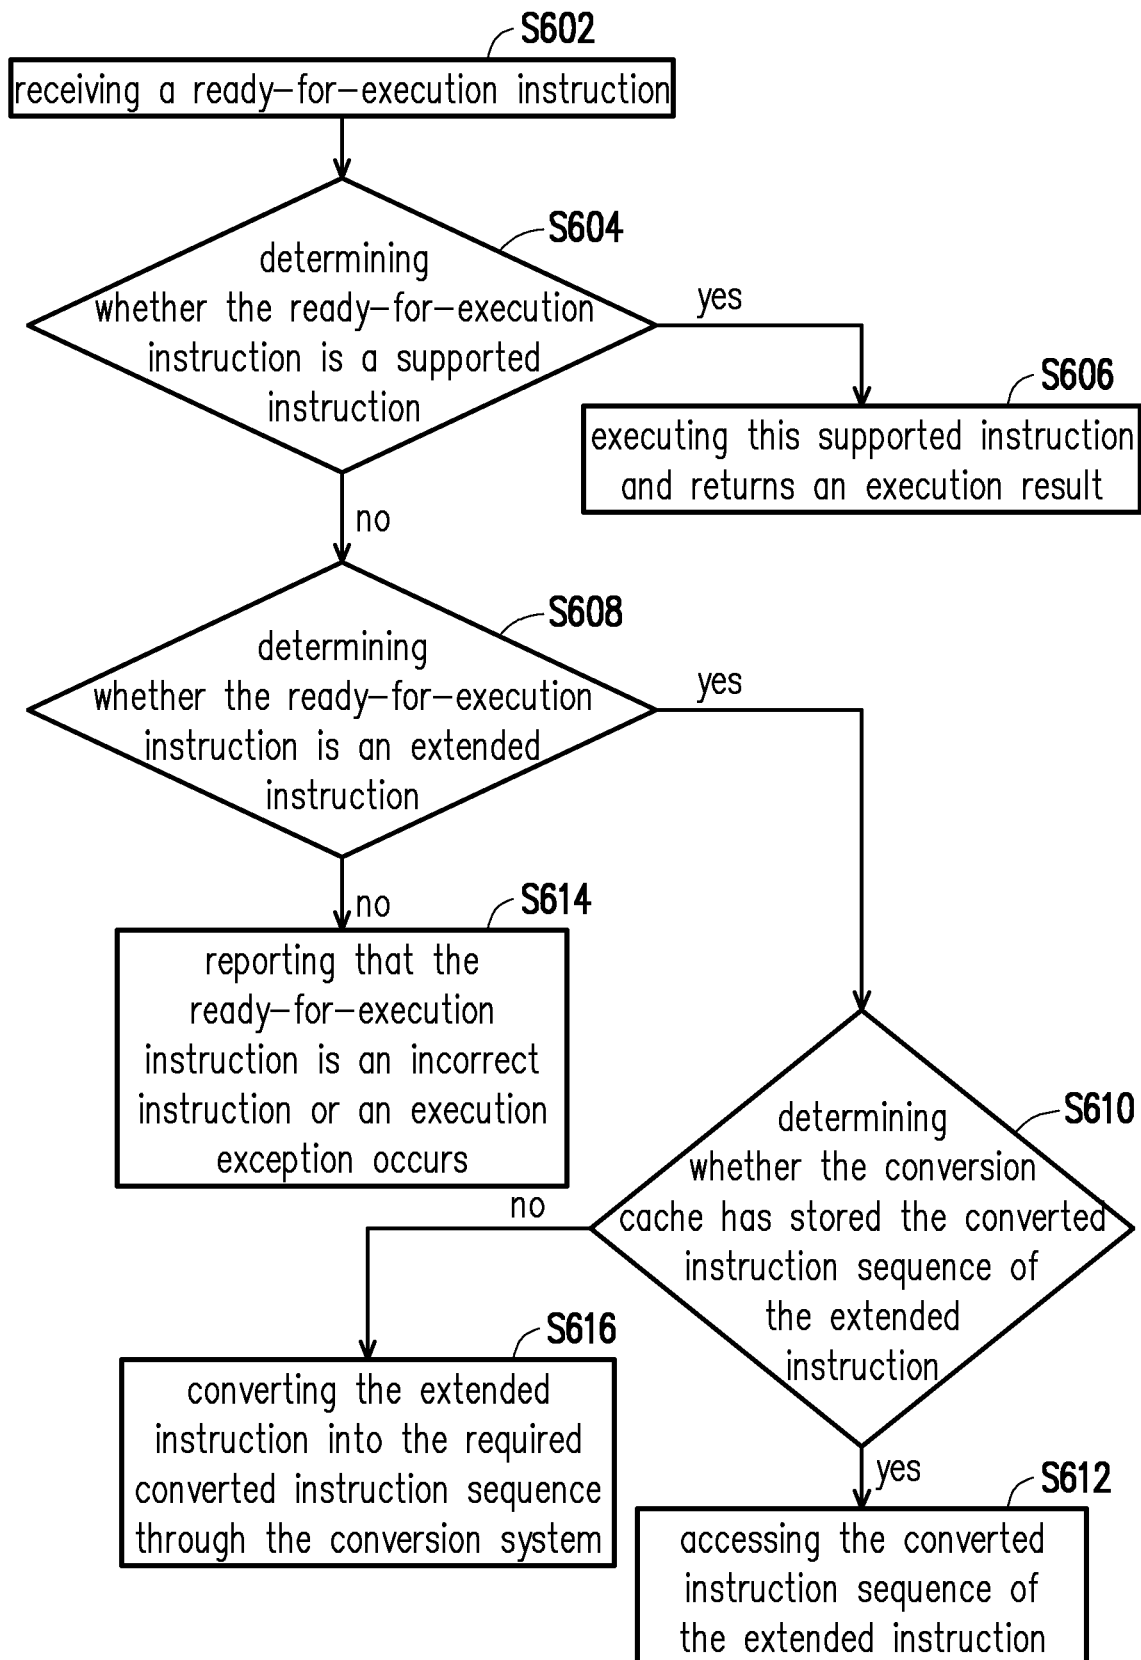 S602
receiving a ready-for-execution instruction
S604
determining
whether the ready-for-execution
instruction is a supported
instruction
yes
S606
executing this supported instruction
and returns an execution result
no
S608
determining
whether the ready-for-execution
instruction is an extended
instruction
yes
no
S614
reporting that the
ready-for-execution
instruction is an incorrect
instruction or an execution
exception occurs
S610
determining
whether the conversion
cache has stored the converted
instruction sequence of
the extended
instruction
no
S616
converting the extended
instruction into the required
converted instruction sequence
through the conversion system
yes
S612
accessing the converted
instruction sequence of
the extended instruction